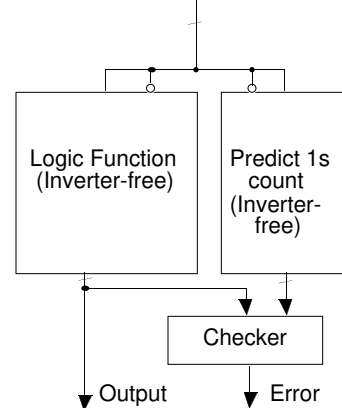 Logic Function
(Inverter-free)
Predict 1s
count
(Inverter-
free)
Checker
Output
Error